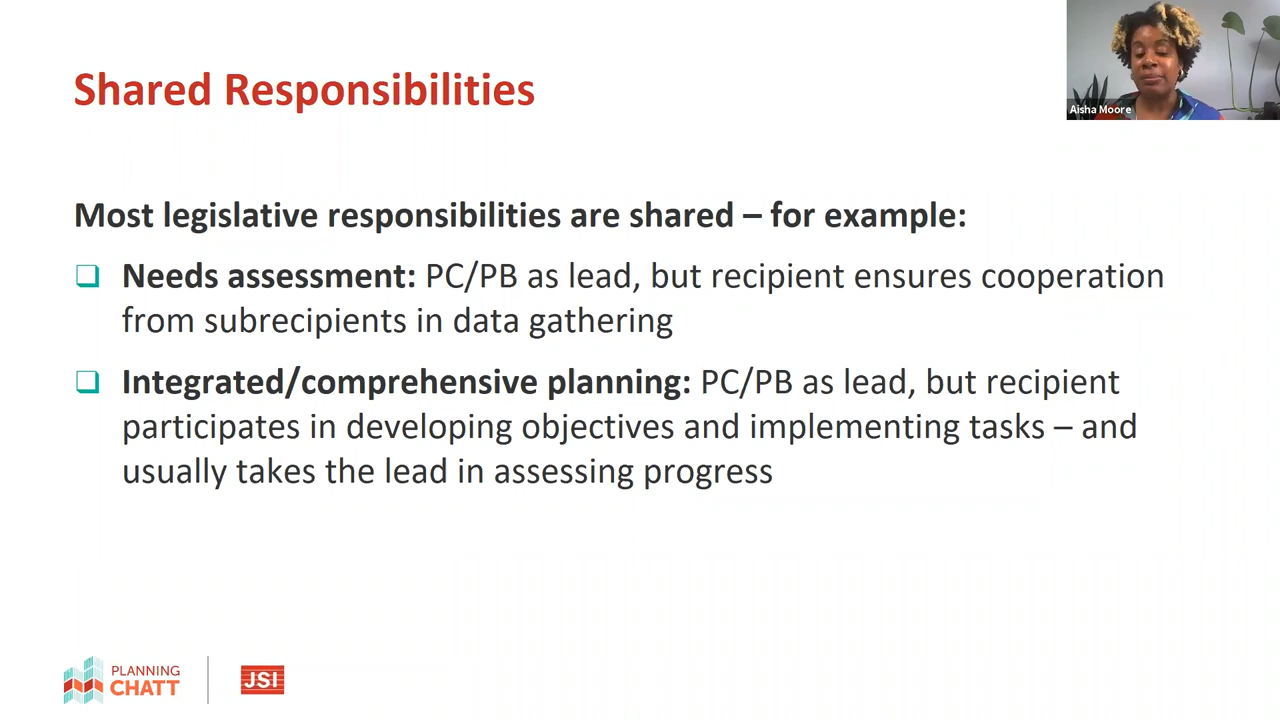 Shared Responsibilities
Aisha Moore
Most legislative responsibilities are shared – for example:
❑ Needs assessment: PC/PB as lead, but recipient ensures cooperation
from subrecipients in data gathering
❑ Integrated/comprehensive planning: PC/PB as lead, but recipient
participates in developing objectives and implementing tasks – and
usually takes the lead in assessing progress
PLANNING
CHATT
JSI